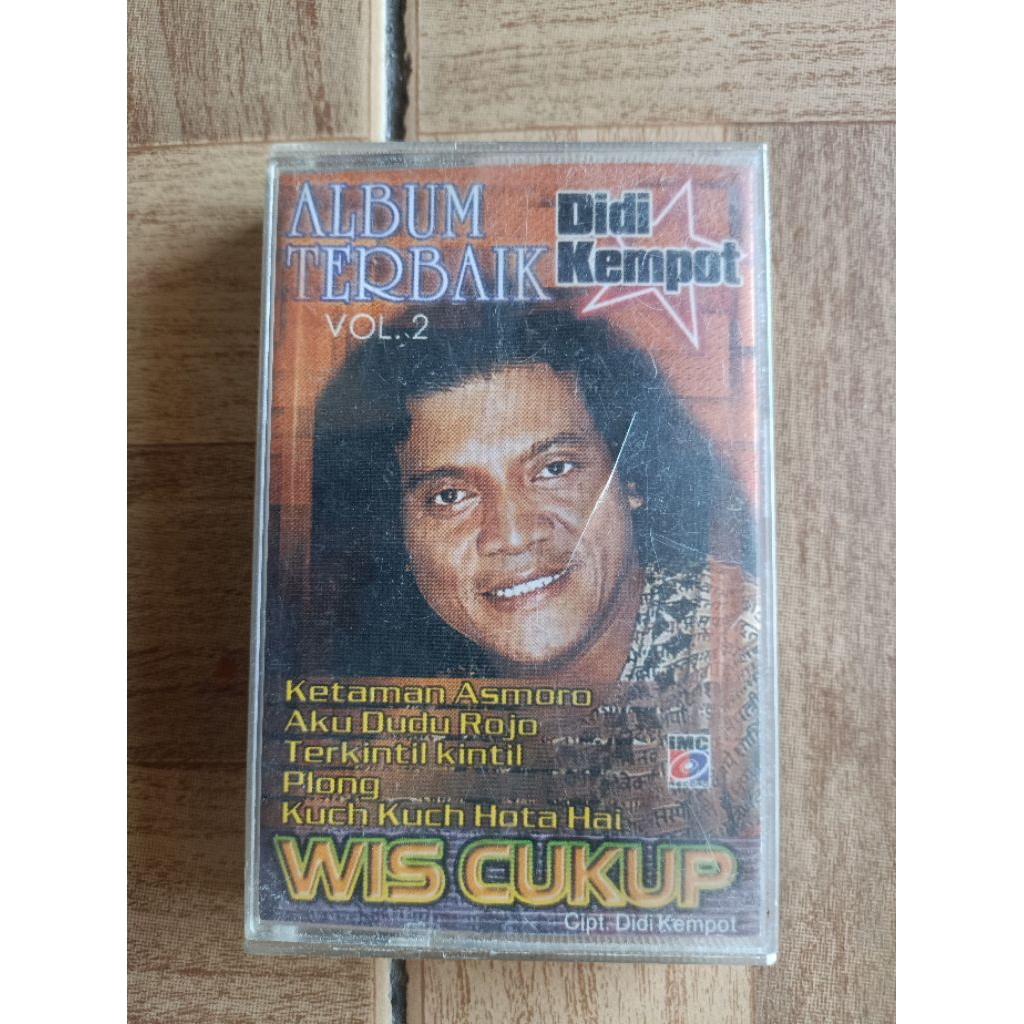 ALBUM
TERBAIK
Didi
Kempot
VOL. 2
Ketaman Asmoro
Aku Dudu Rojo
Terkintil kintil
Plong
Kuch Kuch Hota Hai
iMC
WIS CUKUP
Cipt. Didi Kempot